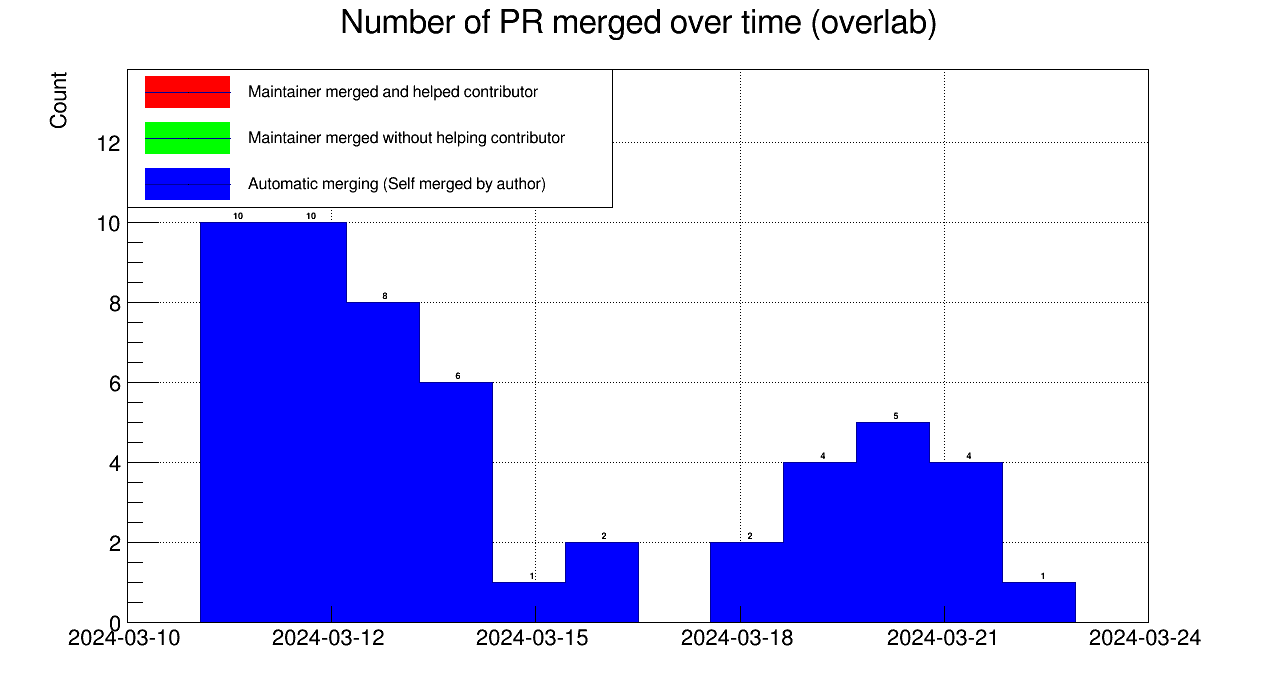 Number of PR merged over time (overlab)
Count
Maintainer merged and helped contributor
Maintainer merged without helping contributor
Automatic merging (Self merged by author)
12
10
8
6
4
2
0
10 10 8 6 1 2 2 4 5 4 1
2024-03-10 2024-03-12 2024-03-15 2024-03-18 2024-03-21 2024-03-24